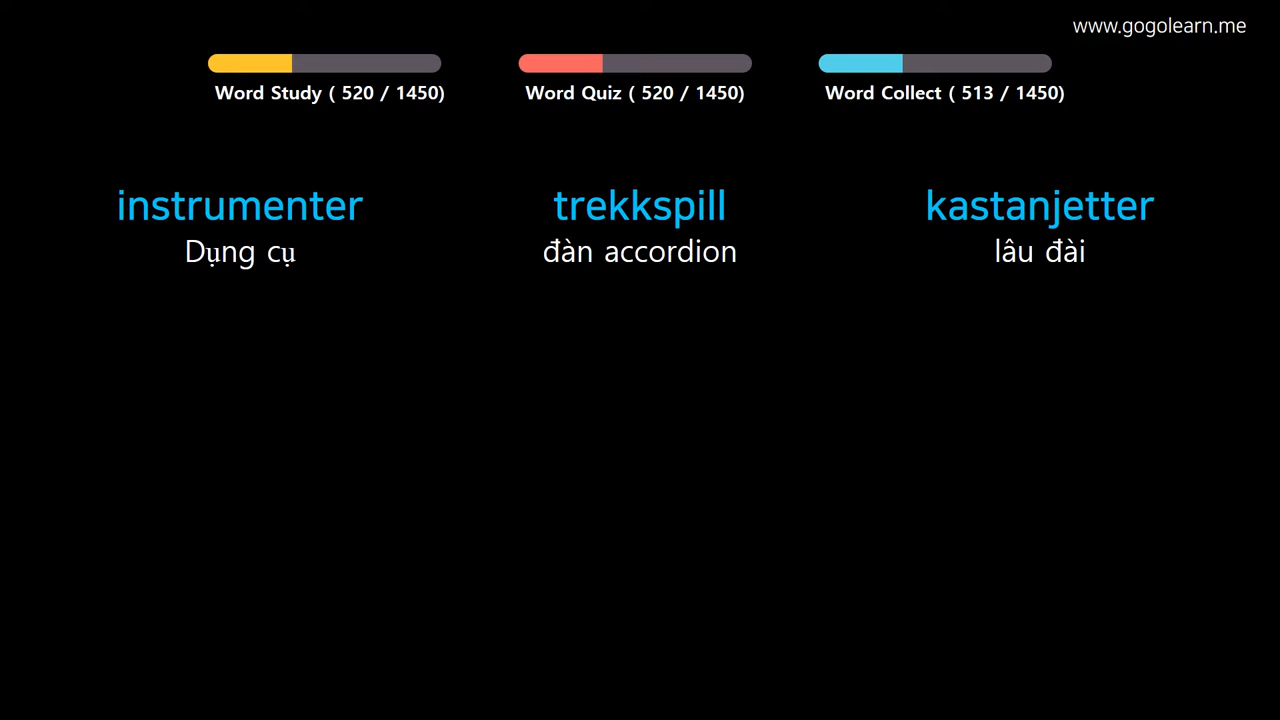 www.gogolearn.me
Word Study ( 520 / 1450)
Word Quiz ( 520 / 1450)
Word Collect ( 513 / 1450)
instrumenter
Dụng cụ
trekkspill
đàn accordion
kastanjetter
lâu đài